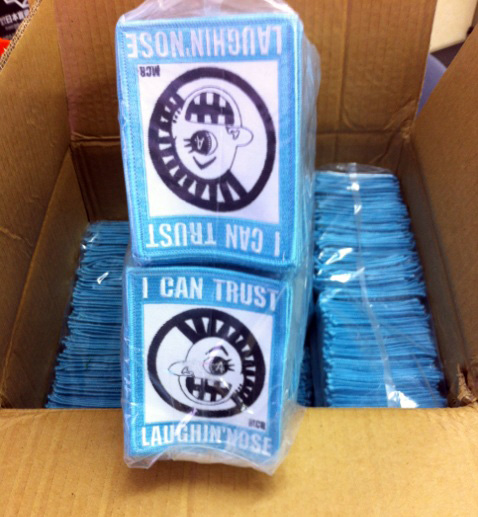 LAUGHIN'NOSE
MCR
A
I CAN TRUST
I CAN TRUST
A
MCR
LAUGHIN'NOSE